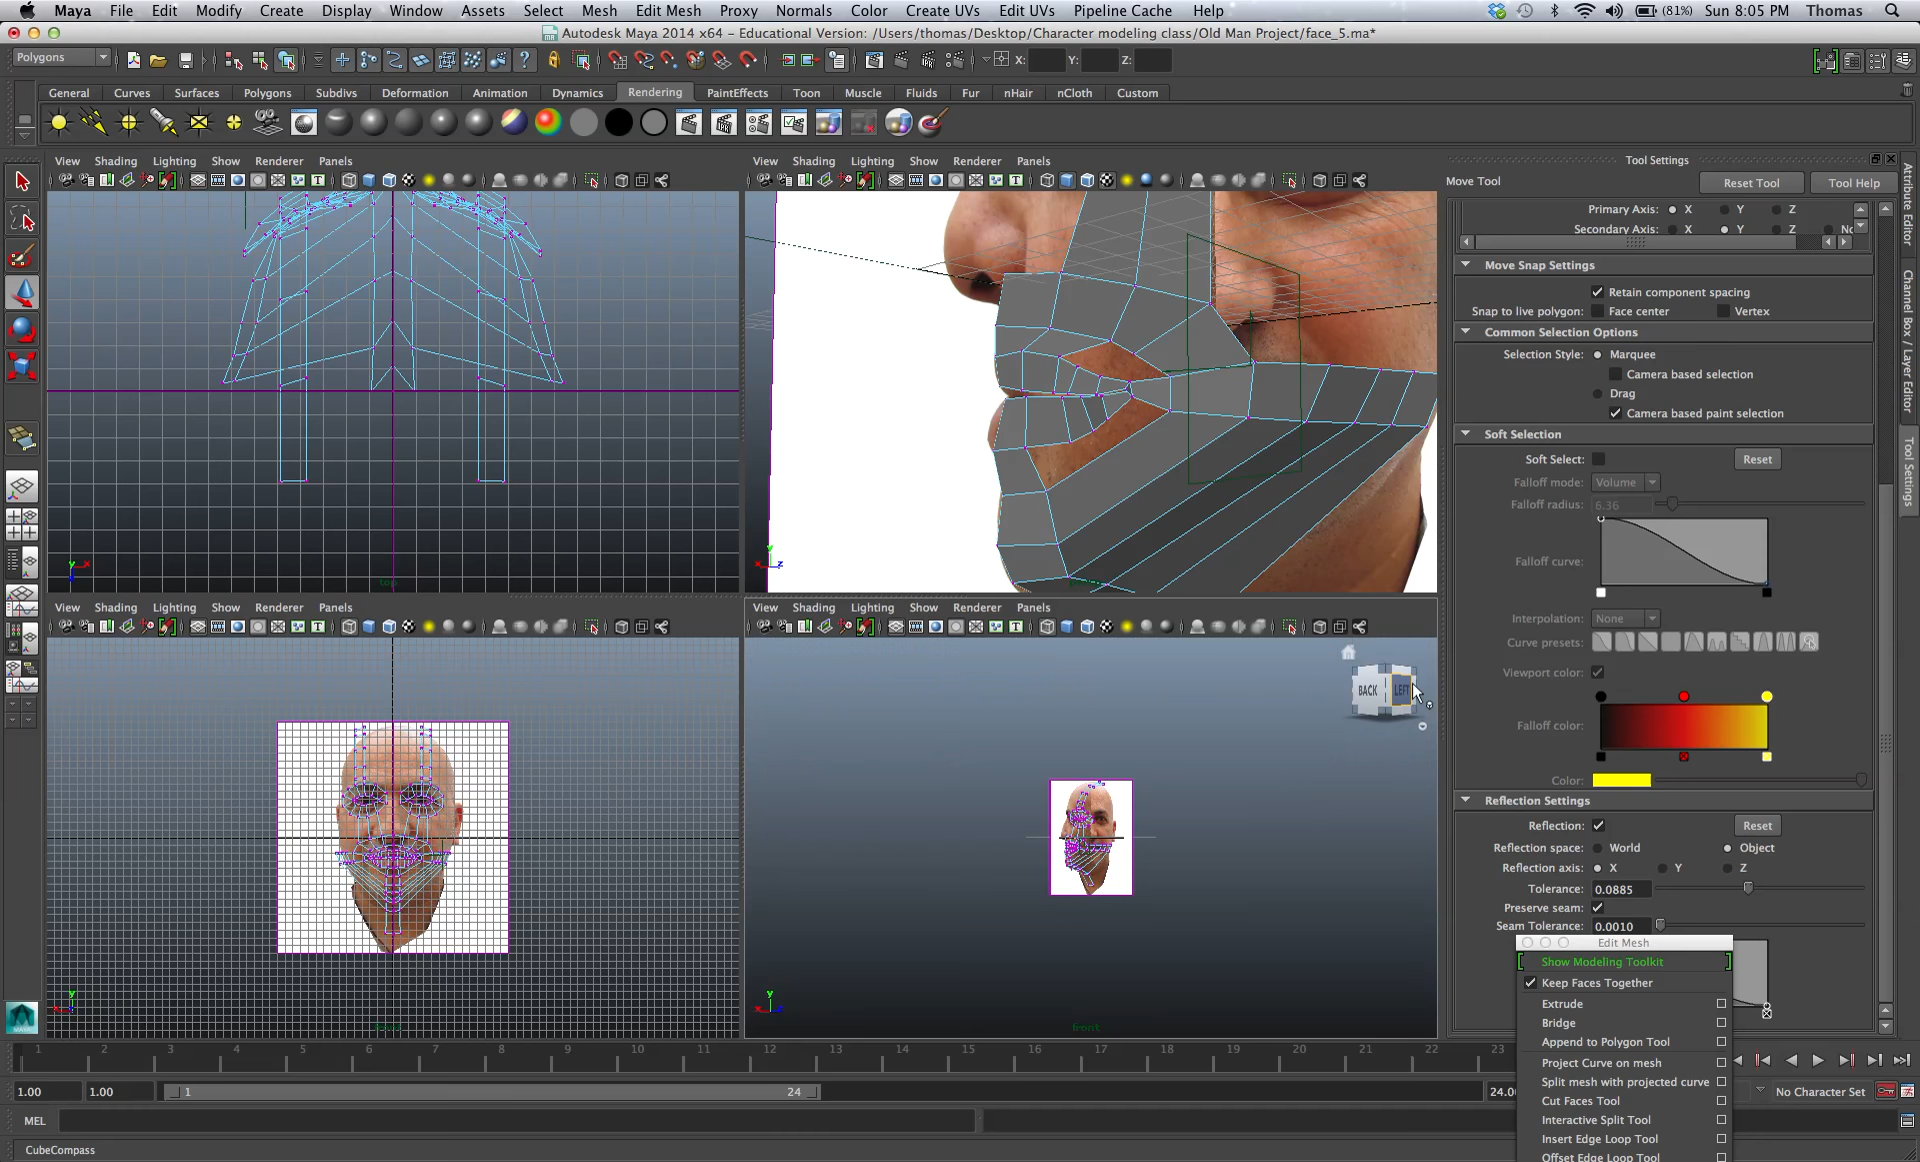 Maya File Edit Modify Create Display Window Assets Select Mesh Edit Mesh Proxy Normals Color Create UVs Edit UVs Pipeline Cache Help (81%) Sun 8:05 PM Thomas
Autodesk Maya 2014 x64 - Educational Version: /Users/thomas/Desktop/Character modeling class/Old Man Project/face_5.ma*
Polygons X: Y: Z:
General Curves Surfaces Polygons Subdivs Deformation Animation Dynamics Rendering PaintEffects Toon Muscle Fluids Fur nHair nCloth Custom
View Shading Lighting Show Renderer Panels
View Shading Lighting Show Renderer Panels
top
View Shading Lighting Show Renderer Panels
View Shading Lighting Show Renderer Panels
BACK LEFT
front
Tool Settings
Move Tool Reset Tool Tool Help
Primary Axis: X Y Z
Secondary Axis: X Y Z
Move Snap Settings
Retain component spacing
Snap to live polygon: Face center Vertex
Common Selection Options
Selection Style: Marquee
Camera based selection
Drag
Camera based paint selection
Soft Selection
Soft Select: Reset
Falloff mode: Volume
Falloff radius: 6.36
Falloff curve:
Interpolation: None
Curve presets:
Viewport color:
Falloff color:
Color:
Reflection Settings
Reflection: Reset
Reflection space: World Object
Reflection axis: X Y Z
Tolerance: 0.0885
Preserve seam:
Seam Tolerance: 0.0010
Edit Mesh
Show Modeling Toolkit
Keep Faces Together
Extrude
Bridge
Append to Polygon Tool
Project Curve on mesh
Split mesh with projected curve
Cut Faces Tool
Interactive Split Tool
Insert Edge Loop Tool
Offset Edge Loop Tool
Attribute Editor
Channel Box / Layer Editor
Tool Settings
1 2 3 4 5 6 7 8 9 10 11 12 13 14 15 16 17 18 19 20 21 22 23
1.00 1.00 1 24 24.0 No Character Set
MEL
CubeCompass